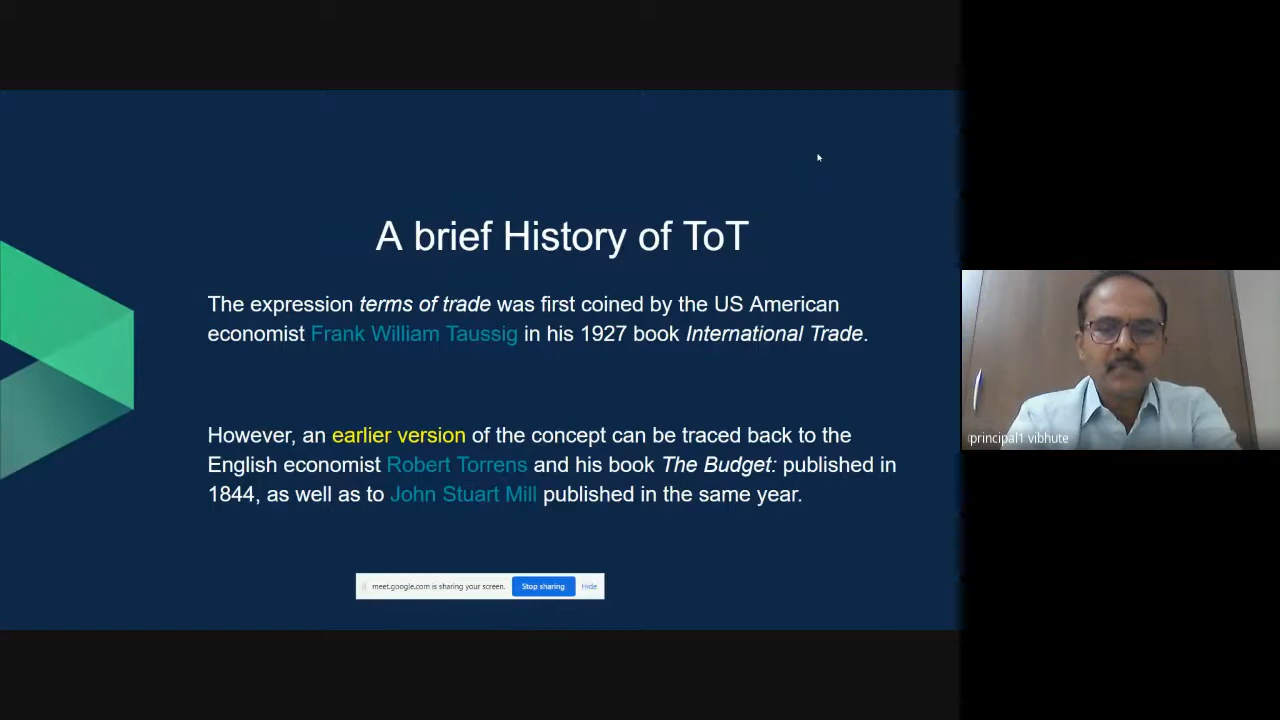 A brief History of ToT
The expression terms of trade was first coined by the US American
economist Frank William Taussig in his 1927 book International Trade.
However, an earlier version of the concept can be traced back to the
English economist Robert Torrens and his book The Budget: published in
1844, as well as to John Stuart Mill published in the same year.
meet.google.com is sharing your screen. Stop sharing Hide
principal1 vibhute